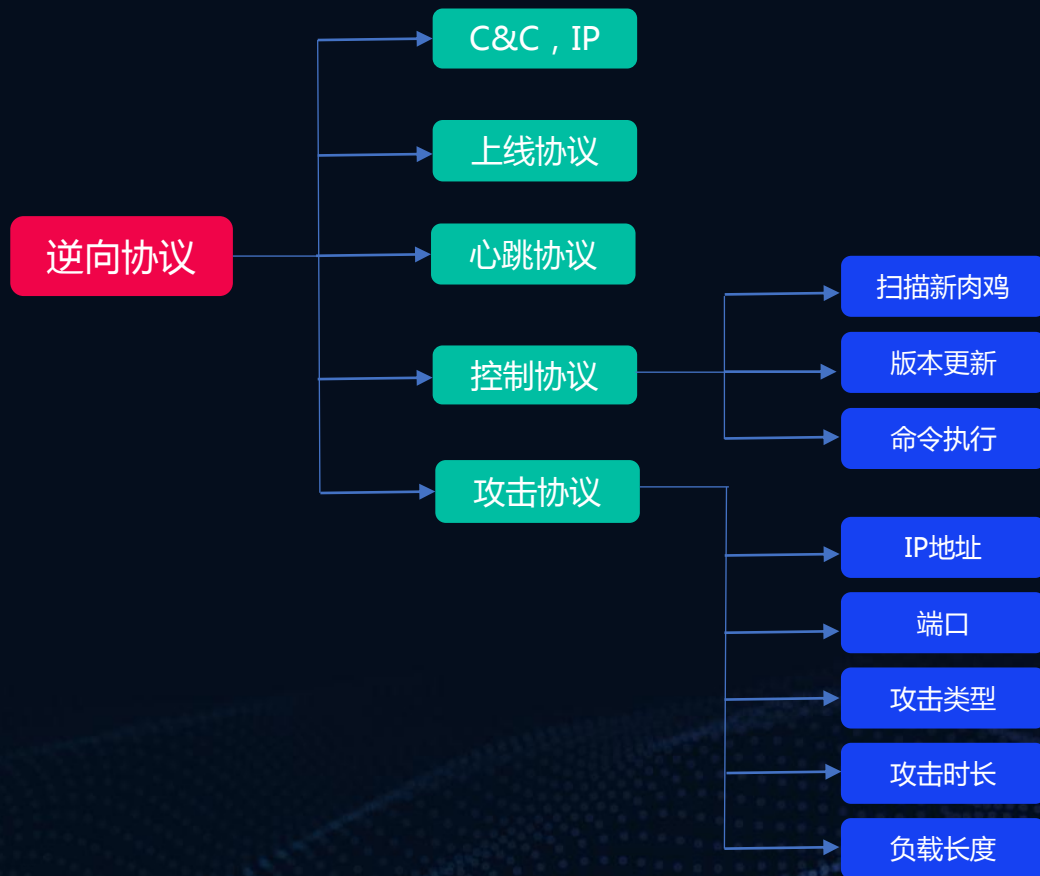 C&C，IP
上线协议
逆向协议
心跳协议
扫描新肉鸡
版本更新
控制协议
命令执行
攻击协议
IP地址
端口
攻击类型
攻击时长
负载长度